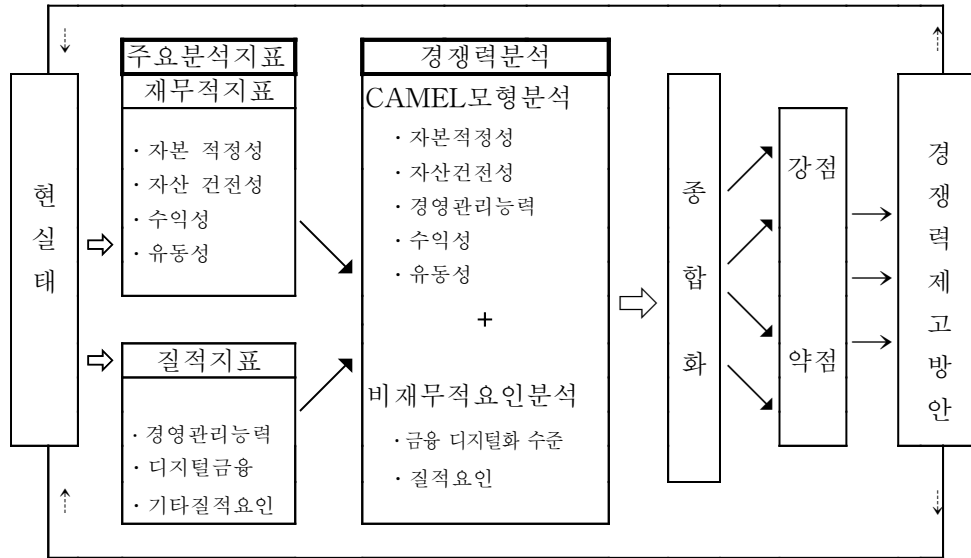 현실태
주요분석지표
재무적지표
· 자본 적정성
· 자산 건전성
· 수익성
· 유동성
질적지표
· 경영관리능력
· 디지털금융
· 기타질적요인
경쟁력분석
CAMEL모형분석
· 자본적정성
· 자산건전성
· 경영관리능력
· 수익성
· 유동성
+
비재무적요인분석
· 금융 디지털화 수준
· 질적요인
종합화
강점
약점
경쟁력제고방안